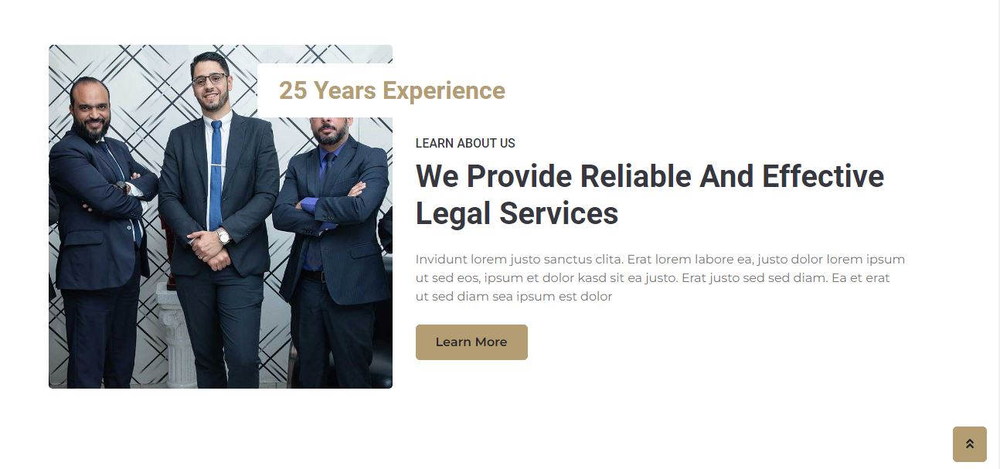 25 Years Experience
LEARN ABOUT US
We Provide Reliable And Effective
Legal Services
Invidunt lorem justo sanctus clita. Erat lorem labore ea, justo dolor lorem ipsum
ut sed eos, ipsum et dolor kasd sit ea justo. Erat justo sed sed diam. Ea et erat
ut sed diam sea ipsum est dolor
Learn More